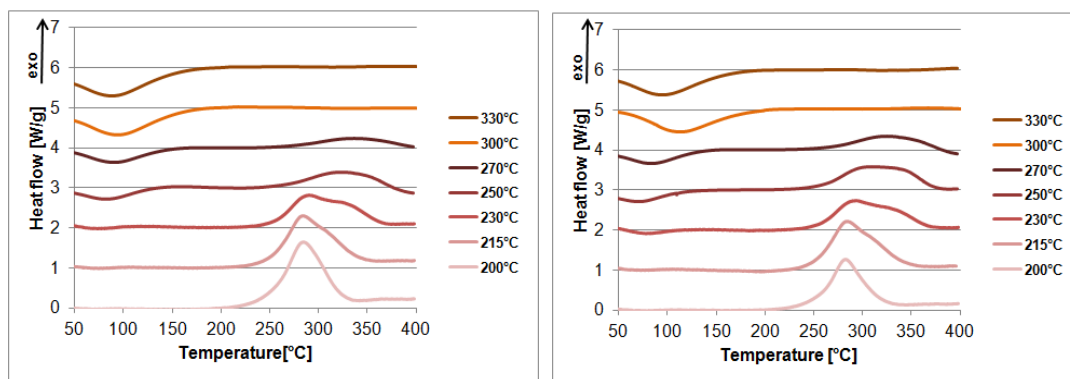 exo
Heat flow [W/g]
7
6
5
4
3
2
1
0
50 100 150 200 250 300 350 400
Temperature[°C]
330°C
300°C
270°C
250°C
230°C
215°C
200°C
exo
Heat flow [W/g]
7
6
5
4
3
2
1
0
50 100 150 200 250 300 350 400
Temperature [°C]
330°C
300°C
270°C
250°C
230°C
215°C
200°C